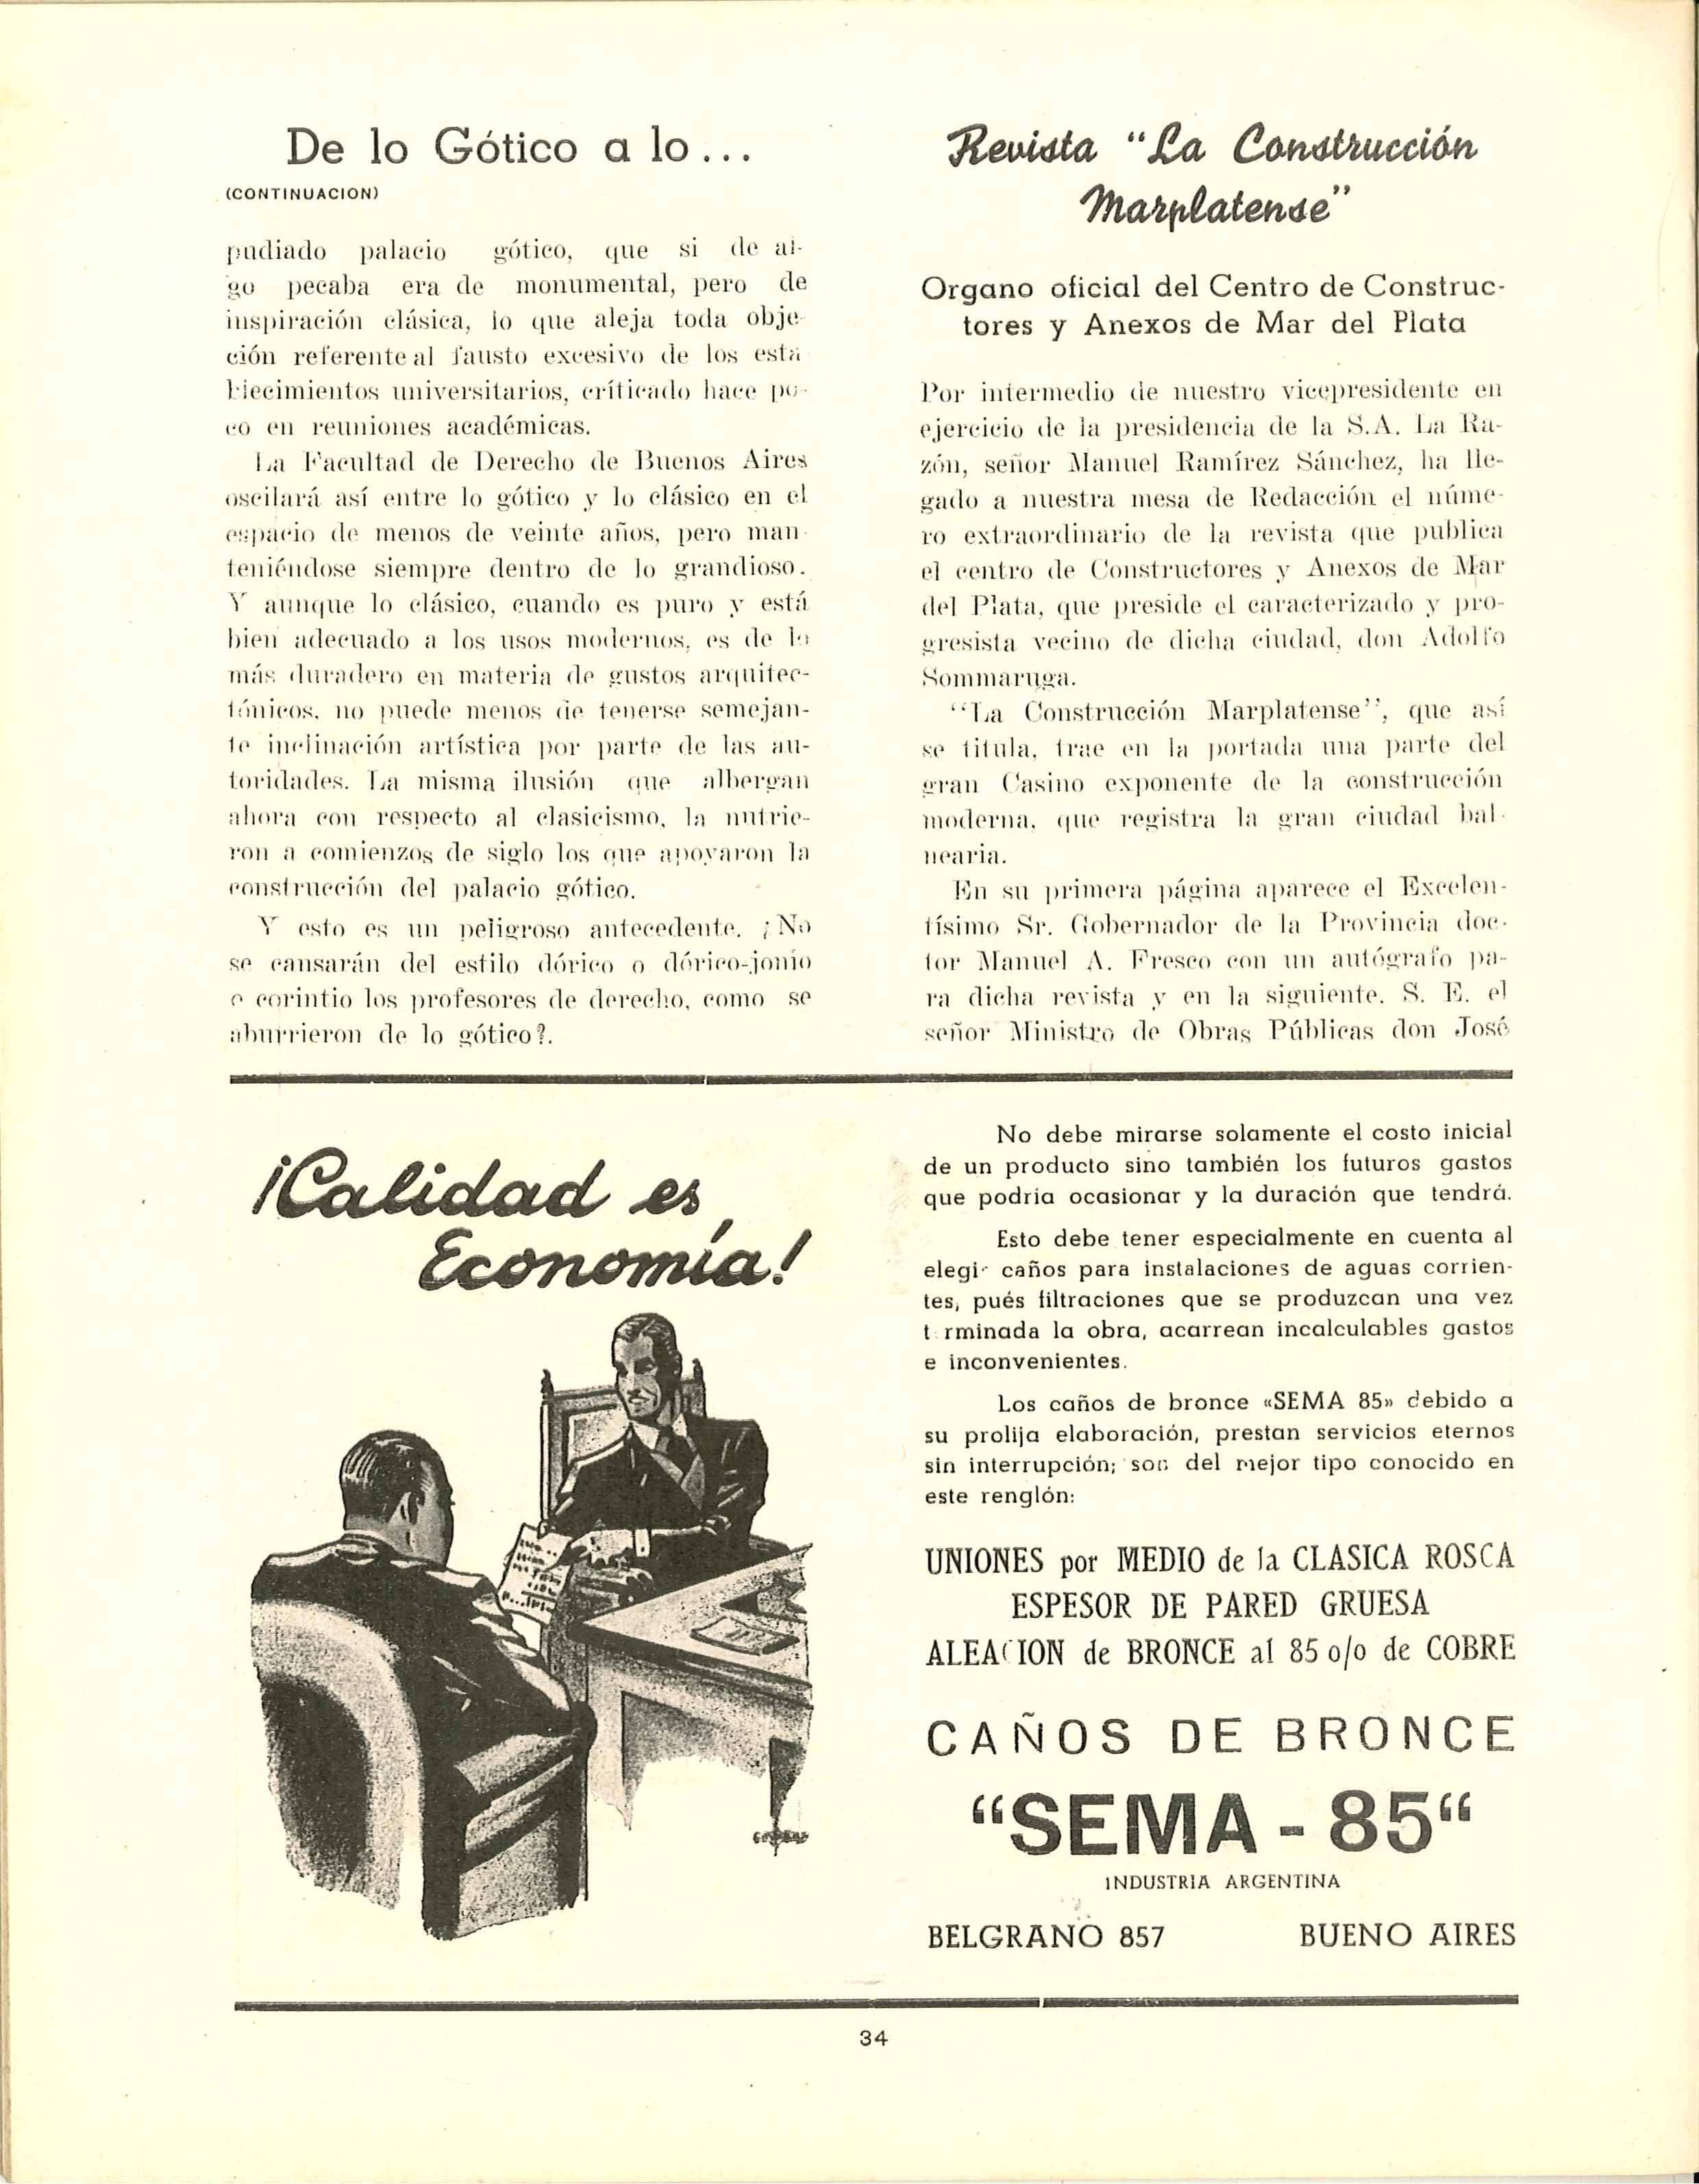 De lo Gótico a lo...
(CONTINUACION)
pudiado palacio gótico, que si de al-
go pecaba era de monumental, pero de
inspiración clásica, lo que aleja toda obje-
ción referente al fausto excesivo de los esta
blecimientos universitarios, críticado hace po-
co en reuniones académicas.
La Facultad de Derecho de Buenos Aires
oscilará así entre lo gótico y lo clásico en el
espacio de menos de veinte años, pero man-
teniéndose siempre dentro de lo grandioso.
Y aunque lo clásico, cuando es puro y está
bien adecuado a los usos modernos, es de lo
más duradero en materia de gustos arquitec-
tónicos, no puede menos de tenerse semejan-
te inclinación artística por parte de las au-
toridades. La misma ilusión que albergan
ahora con respecto al clasicismo, la nutrie-
ron a comienzos de siglo los que apoyaron la
construcción del palacio gótico.
Y esto es un peligroso antecedente. ¿No
se cansarán del estilo dórico o dórico-jonio
o corintio los profesores de derecho, como se
aburrieron de lo gótico?.
Revista "La Construcción
Marplatense"
Organo oficial del Centro de Construc-
tores y Anexos de Mar del Plata
Por intermedio de nuestro vicepresidente en
ejercicio de la presidencia de la S.A. La Ra-
zón, señor Manuel Ramírez Sánchez, ha lle-
gado a nuestra mesa de Redacción el núme-
ro extraordinario de la revista que publica
el centro de Constructores y Anexos de Mar
del Plata, que preside el caracterizado y pro-
gresista vecino de dicha ciudad, don Adolfo
Sommaruga.
"La Construcción Marplatense", que así
se titula, trae en la portada una parte del
gran Casino exponente de la construcción
moderna, que registra la gran ciudad bal-
nearia.
En su primera página aparece el Excelen-
tísimo Sr. Gobernador de la Provincia doc-
tor Manuel A. Fresco con un autógrafo pa-
ra dicha revista y en la siguiente. S. E. el
señor Ministro de Obras Públicas don José
¡Calidad es
Economía!
No debe mirarse solamente el costo inicial
de un producto sino también los futuros gastos
que podría ocasionar y la duración que tendrá.
Esto debe tener especialmente en cuenta al
elegir caños para instalaciones de aguas corrien-
tes, pués filtraciones que se produzcan una vez
terminada la obra, acarrean incalculables gastos
e inconvenientes.
Los caños de bronce «SEMA 85» debido a
su prolija elaboración, prestan servicios eternos
sin interrupción; son del mejor tipo conocido en
este renglón:
UNIONES por MEDIO de la CLASICA ROSCA
ESPESOR DE PARED GRUESA
ALEACION de BRONCE al 85 o/o de COBRE
CAÑOS DE BRONCE
"SEMA - 85"
INDUSTRIA ARGENTINA
BELGRANO 857 BUENO AIRES
34